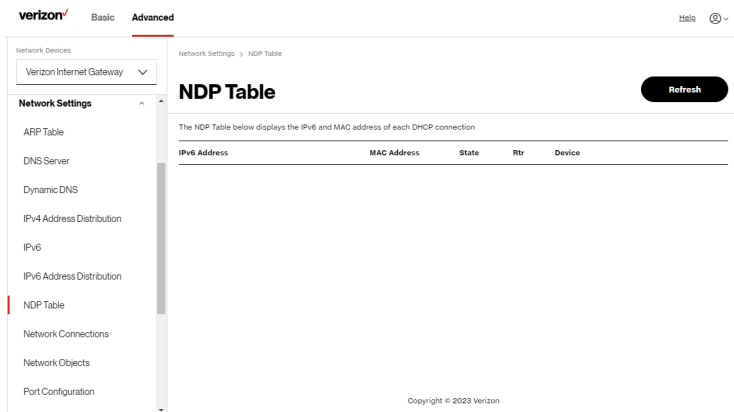 verizon✓ Basic Advanced Help
Network Devices
Verizon Internet Gateway
Network Settings
ARP Table
DNS Server
Dynamic DNS
IPv4 Address Distribution
IPv6
IPv6 Address Distribution
NDP Table
Network Connections
Network Objects
Port Configuration
Network Settings > NDP Table
NDP Table
Refresh
The NDP Table below displays the IPv6 and MAC address of each DHCP connection
IPv6 Address MAC Address State Rtr Device
Copyright © 2023 Verizon